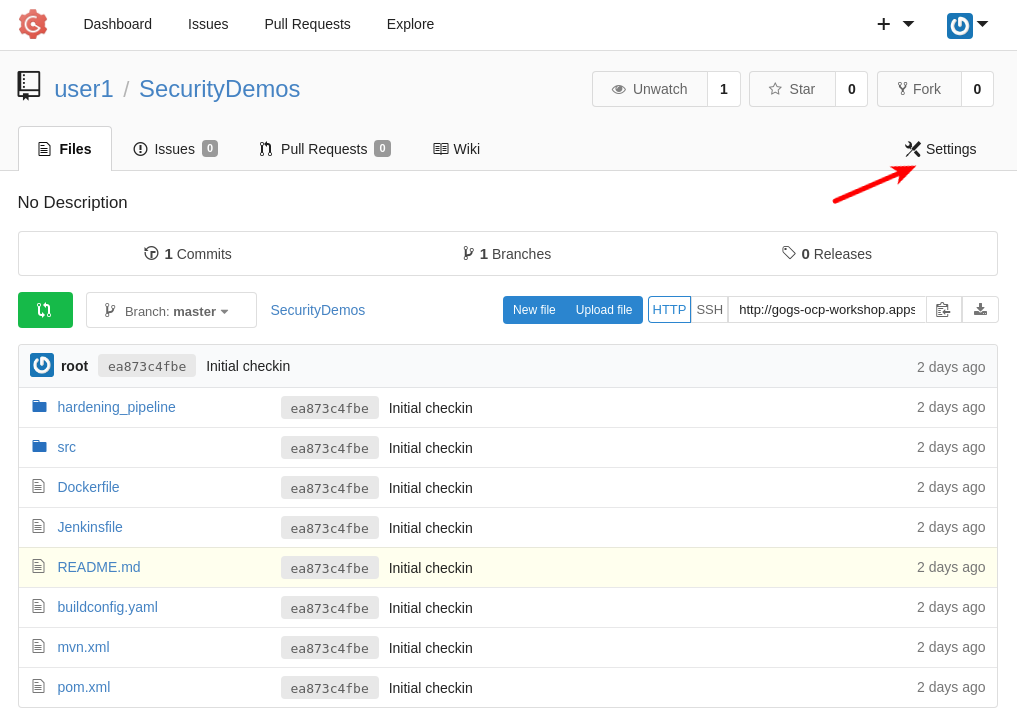 Dashboard Issues Pull Requests Explore
user1 / SecurityDemos Unwatch 1 Star 0 Fork 0
Files Issues 0 Pull Requests 0 Wiki Settings
No Description
1 Commits 1 Branches 0 Releases
Branch: master SecurityDemos New file Upload file HTTP SSH http://gogs-ocp-workshop.apps
root ea873c4fbe Initial checkin 2 days ago
hardening_pipeline ea873c4fbe Initial checkin 2 days ago
src ea873c4fbe Initial checkin 2 days ago
Dockerfile ea873c4fbe Initial checkin 2 days ago
Jenkinsfile ea873c4fbe Initial checkin 2 days ago
README.md ea873c4fbe Initial checkin 2 days ago
buildconfig.yaml ea873c4fbe Initial checkin 2 days ago
mvn.xml ea873c4fbe Initial checkin 2 days ago
pom.xml ea873c4fbe Initial checkin 2 days ago